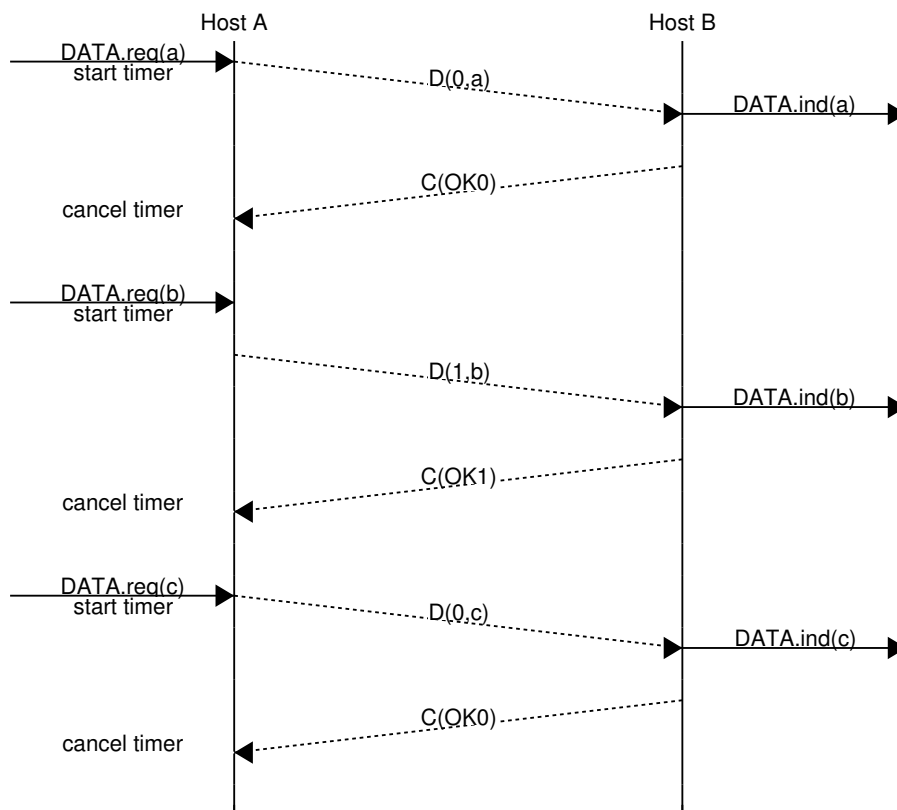 Host A
Host B
DATA.req(a)
start timer
D(0,a)
DATA.ind(a)
C(OK0)
cancel timer
DATA.req(b)
start timer
D(1,b)
DATA.ind(b)
C(OK1)
cancel timer
DATA.req(c)
start timer
D(0,c)
DATA.ind(c)
C(OK0)
cancel timer